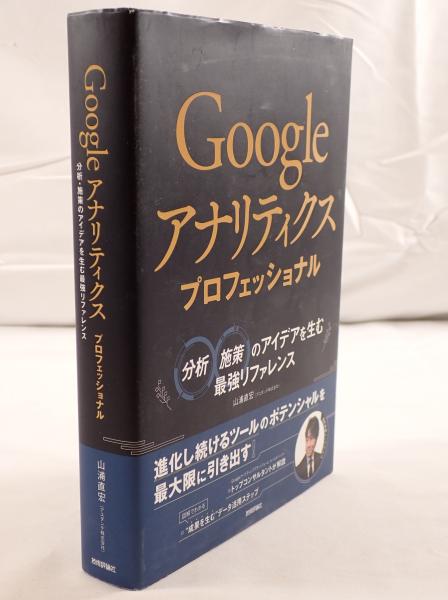 Google
アナリティクス
プロフェッショナル
分析
施策
のアイデアを生む
最強リファレンス
山浦直宏
進化し続けるツールのポテンシャルを
最大限に引き出す!
トップコンサルタントが解説
図解でわかる
"成果を生む"データ活用ステップ
Google アナリティクス プロフェッショナル
分析・施策のアイデアを生む最強リファレンス
山浦直宏
技術評論社